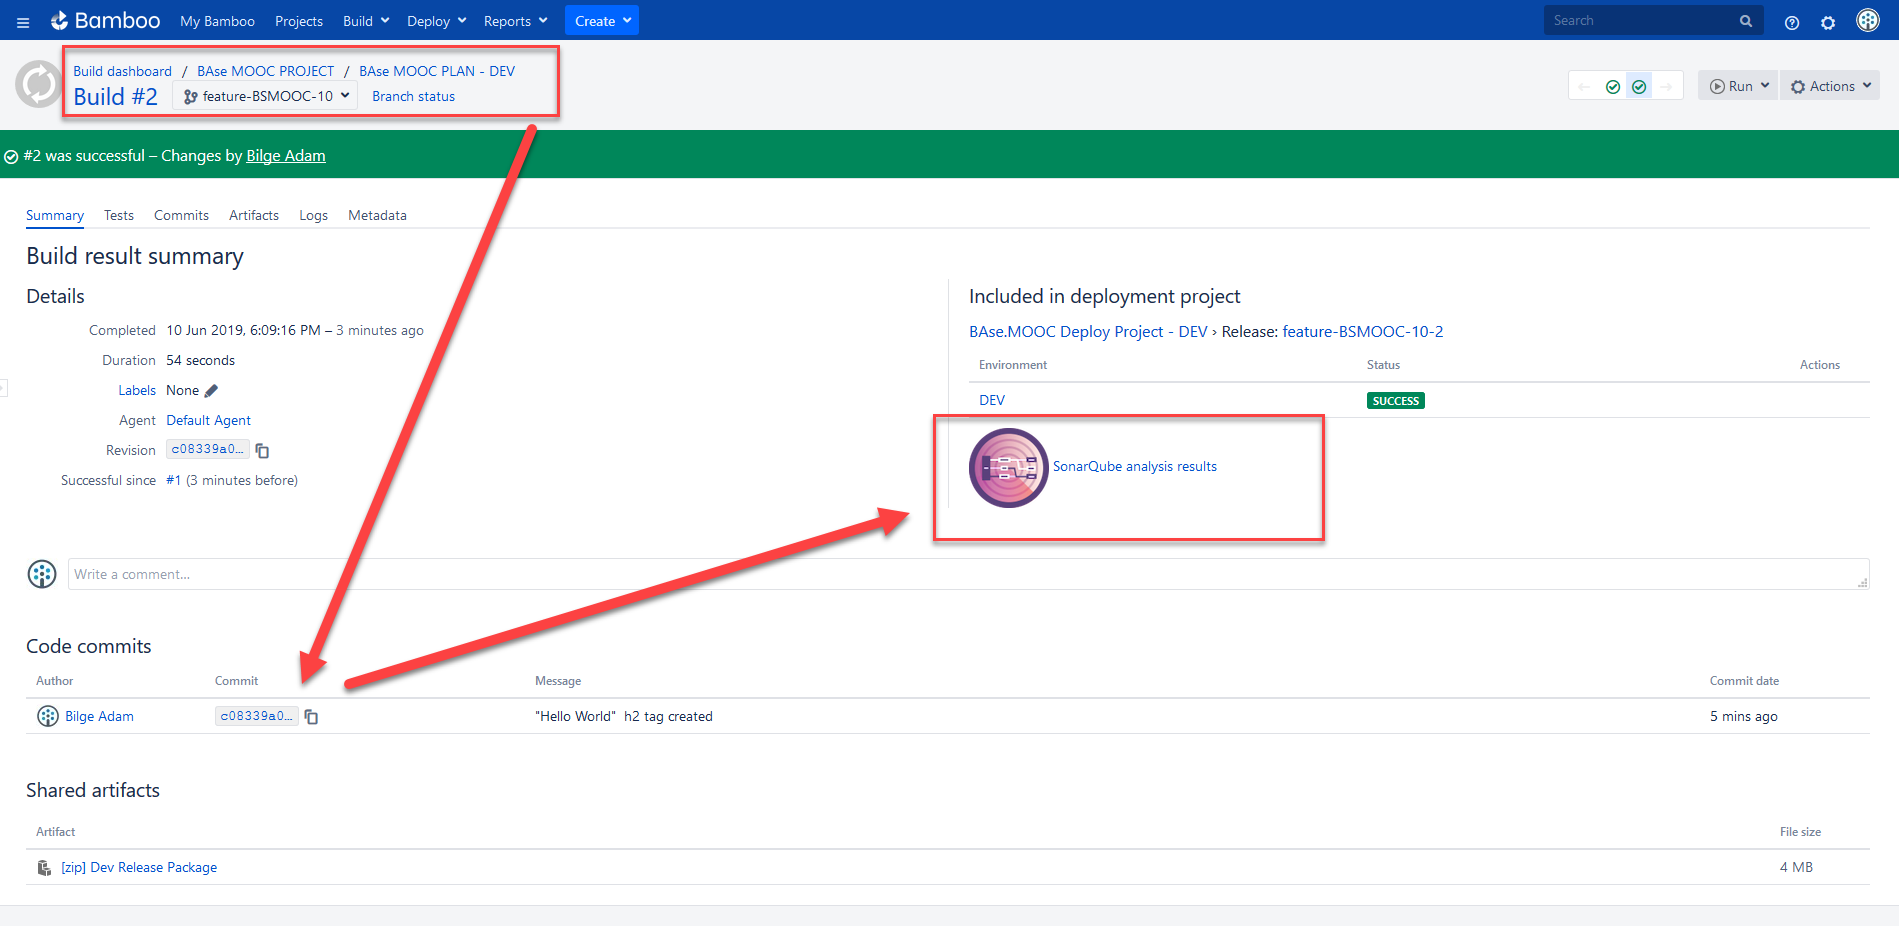 Bamboo My Bamboo Projects Build Deploy Reports Create Search
Build dashboard / BAse MOOC PROJECT / BAse MOOC PLAN - DEV
Build #2 feature-BSMOOC-10 Branch status
Run Actions
#2 was successful – Changes by Bilge Adam
Summary Tests Commits Artifacts Logs Metadata
Build result summary
Details
Completed 10 Jun 2019, 6:09:16 PM – 3 minutes ago
Duration 54 seconds
Labels None
Agent Default Agent
Revision c08339a0...
Successful since #1 (3 minutes before)
Included in deployment project
BAse.MOOC Deploy Project - DEV › Release: feature-BSMOOC-10-2
Environment Status Actions
DEV SUCCESS
SonarQube analysis results
Write a comment...
Code commits
Author Commit Message Commit date
Bilge Adam c08339a0... "Hello World" h2 tag created 5 mins ago
Shared artifacts
Artifact File size
[zip] Dev Release Package 4 MB